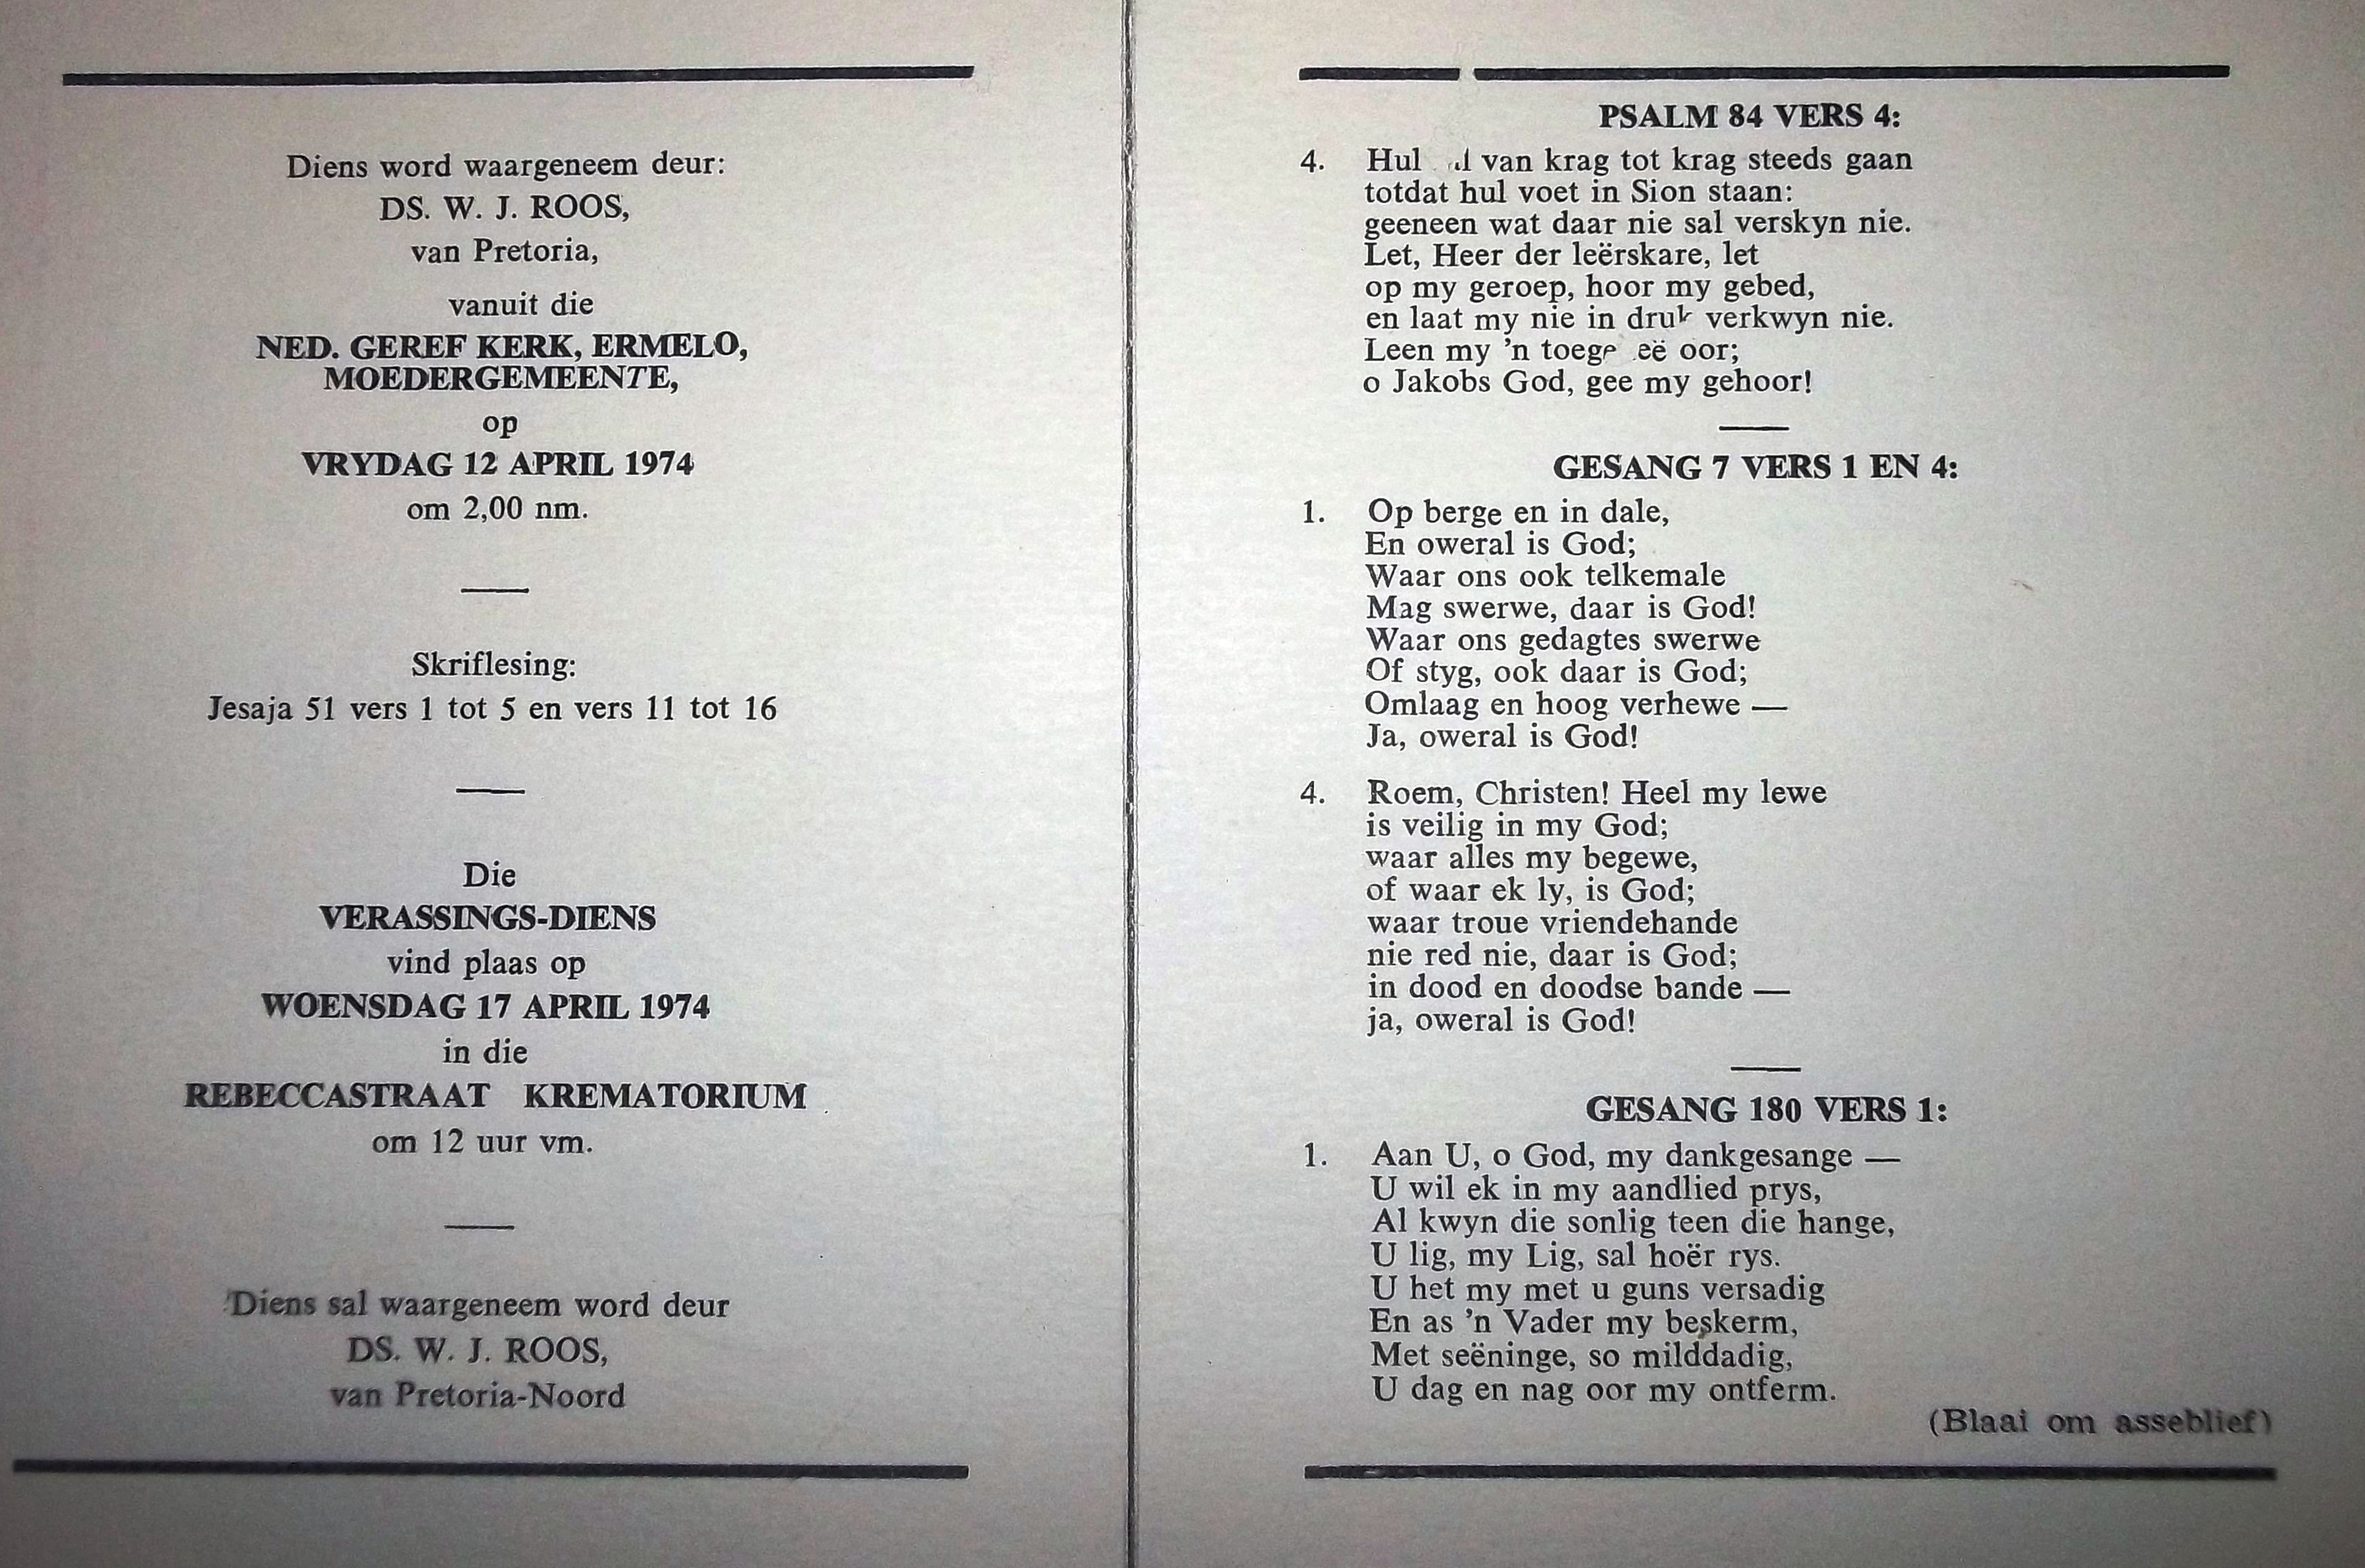 Diens word waargeneem deur:
DS. W. J. ROOS,
van Pretoria,
vanuit die
NED. GEREF KERK, ERMELO,
MOEDERGEMEENTE,
op
VRYDAG 12 APRIL 1974
om 2,00 nm.
Skriflesing:
Jesaja 51 vers 1 tot 5 en vers 11 tot 16
Die
VERASSINGS-DIENS
vind plaas op
WOENSDAG 17 APRIL 1974
in die
REBECCASTRAAT KREMATORIUM
om 12 uur vm.
Diens sal waargeneem word deur
DS. W. J. ROOS,
van Pretoria-Noord
PSALM 84 VERS 4:
4. Hul van krag tot krag steeds gaan
totdat hul voet in Sion staan:
geeneen wat daar nie sal verskyn nie.
Let, Heer der leërskare, let
op my geroep, hoor my gebed,
en laat my nie in druk verkwyn nie.
Leen my 'n oor;
o Jakobs God, gee my gehoor!
GESANG 7 VERS 1 EN 4:
1. Op berge en in dale,
En oweral is God;
Waar ons ook telkemale
Mag swerwe, daar is God!
Waar ons gedagtes swerwe
Of styg, ook daar is God;
Omlaag en hoog verhewe —
Ja, oweral is God!
4. Roem, Christen! Heel my lewe
is veilig in my God;
waar alles my begewe,
of waar ek ly, is God;
waar troue vriendehande
nie red nie, daar is God;
in dood en doodse bande —
ja, oweral is God!
GESANG 180 VERS 1:
1. Aan U, o God, my dankgesange —
U wil ek in my aandlied prys,
Al kwyn die sonlig teen die hange,
U lig, my Lig, sal hoër rys.
U het my met u guns versadig
En as 'n Vader my beskerm,
Met seëninge, so milddadig,
U dag en nag oor my ontferm.
(Blaai om asseblief)